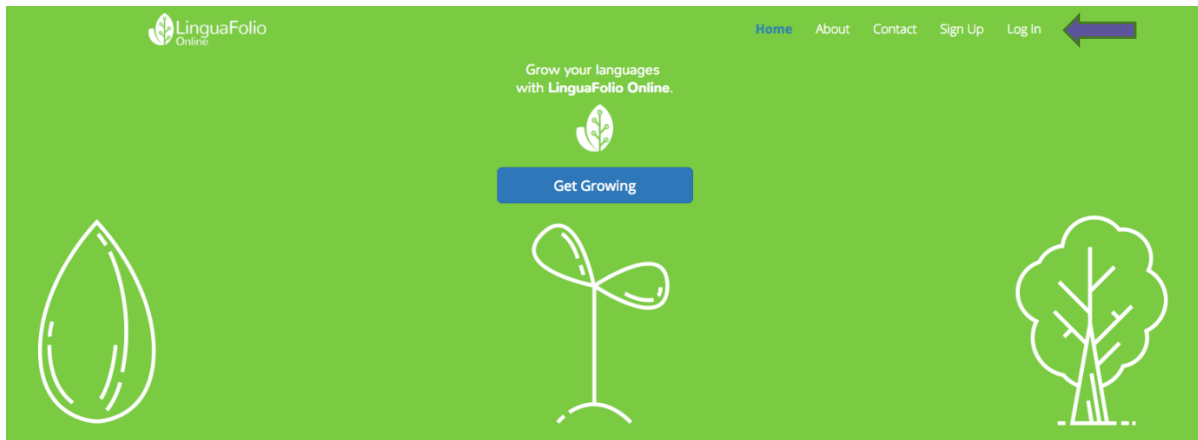 LinguaFolio
Online
Home About Contact Sign Up Log In
Grow your languages
with LinguaFolio Online.
Get Growing